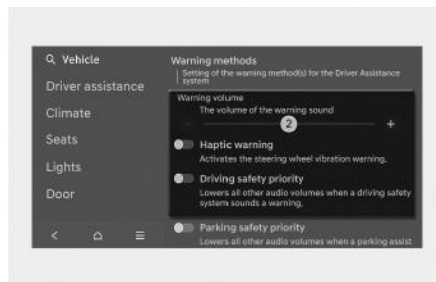 Vehicle
Driver assistance
Climate
Seats
Lights
Door
Warning methods
Setting of the warning method(s) for the Driver Assistance
system
Warning volume
The volume of the warning sound
− 2 +
Haptic warning
Activates the steering wheel vibration warning.
Driving safety priority
Lowers all other audio volumes when a driving safety
system sounds a warning.
Parking safety priority
Lowers all other audio volumes when a parking assist